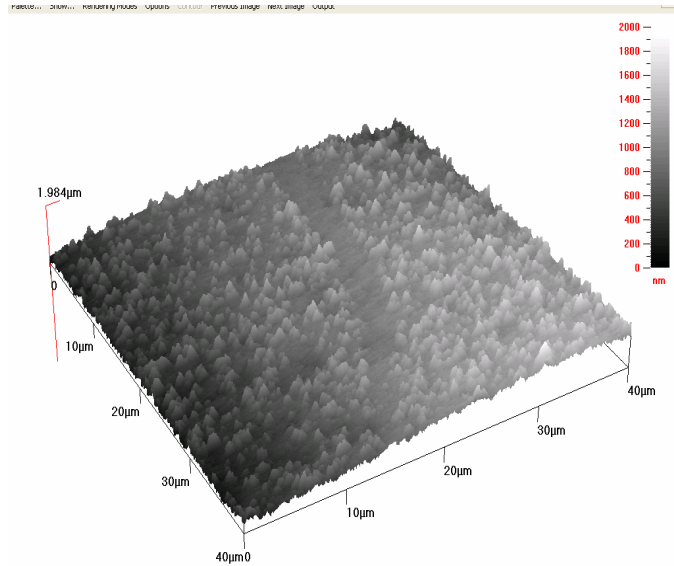 Palette... Show... Rendering Modes Options Contour Previous Image Next Image Output
2000
1800
1600
1400
1200
1000
800
600
400
200
0
nm
1.984μm
0
10μm
20μm
30μm
40μm0
10μm
20μm
30μm
40μm